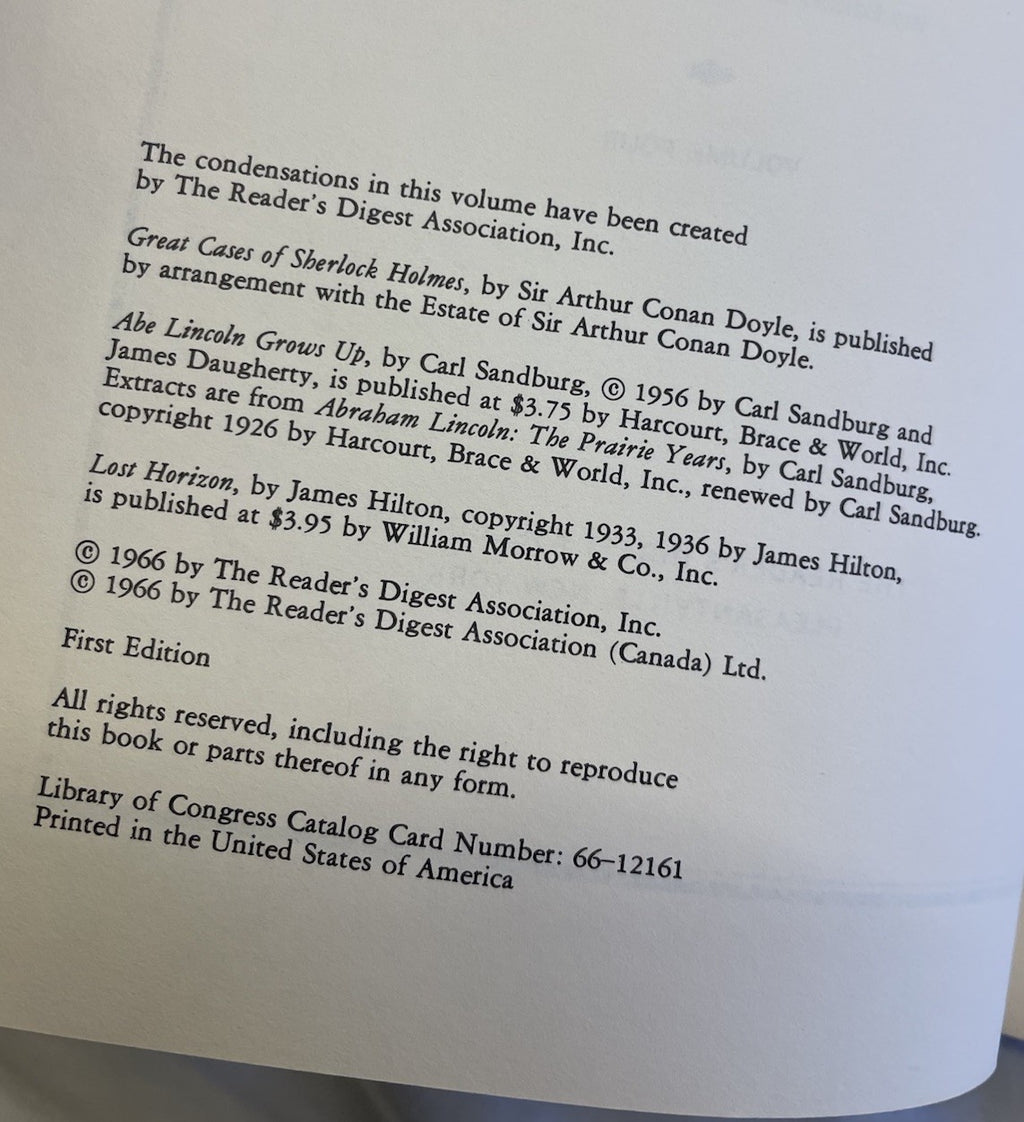 The condensations in this volume have been created
by The Reader's Digest Association, Inc.
Great Cases of Sherlock Holmes, by Sir Arthur Conan Doyle, is published
by arrangement with the Estate of Sir Arthur Conan Doyle.
Abe Lincoln Grows Up, by Carl Sandburg, © 1956 by Carl Sandburg and
James Daugherty, is published at $3.75 by Harcourt, Brace & World, Inc.
Extracts are from Abraham Lincoln: The Prairie Years, by Carl Sandburg,
copyright 1926 by Harcourt, Brace & World, Inc., renewed by Carl Sandburg.
Lost Horizon, by James Hilton, copyright 1933, 1936 by James Hilton,
is published at $3.95 by William Morrow & Co., Inc.
© 1966 by The Reader's Digest Association, Inc.
© 1966 by The Reader's Digest Association (Canada) Ltd.
First Edition
All rights reserved, including the right to reproduce
this book or parts thereof in any form.
Library of Congress Catalog Card Number: 66–12161
Printed in the United States of America